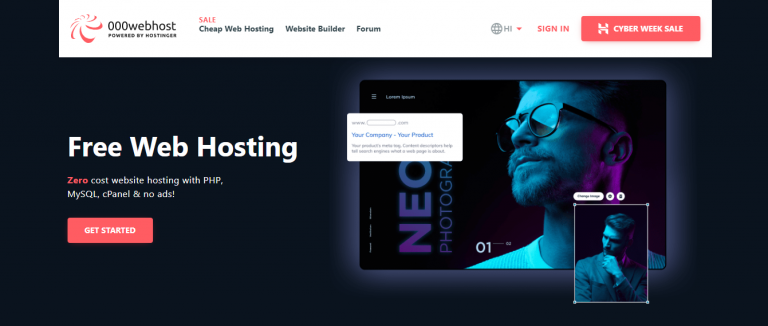 000webhost
POWERED BY HOSTINGER
SALE
Cheap Web Hosting
Website Builder
Forum
HI
SIGN IN
CYBER WEEK SALE
Free Web Hosting
Zero cost website hosting with PHP,
MySQL, cPanel & no ads!
GET STARTED
Lorem Ipsum
www. .com
Your Company - Your Product
Your product's meta tag. Content descriptors help
tell search engines what a web page is about.
NEO
PHOTOGRA
01
02
Change Image